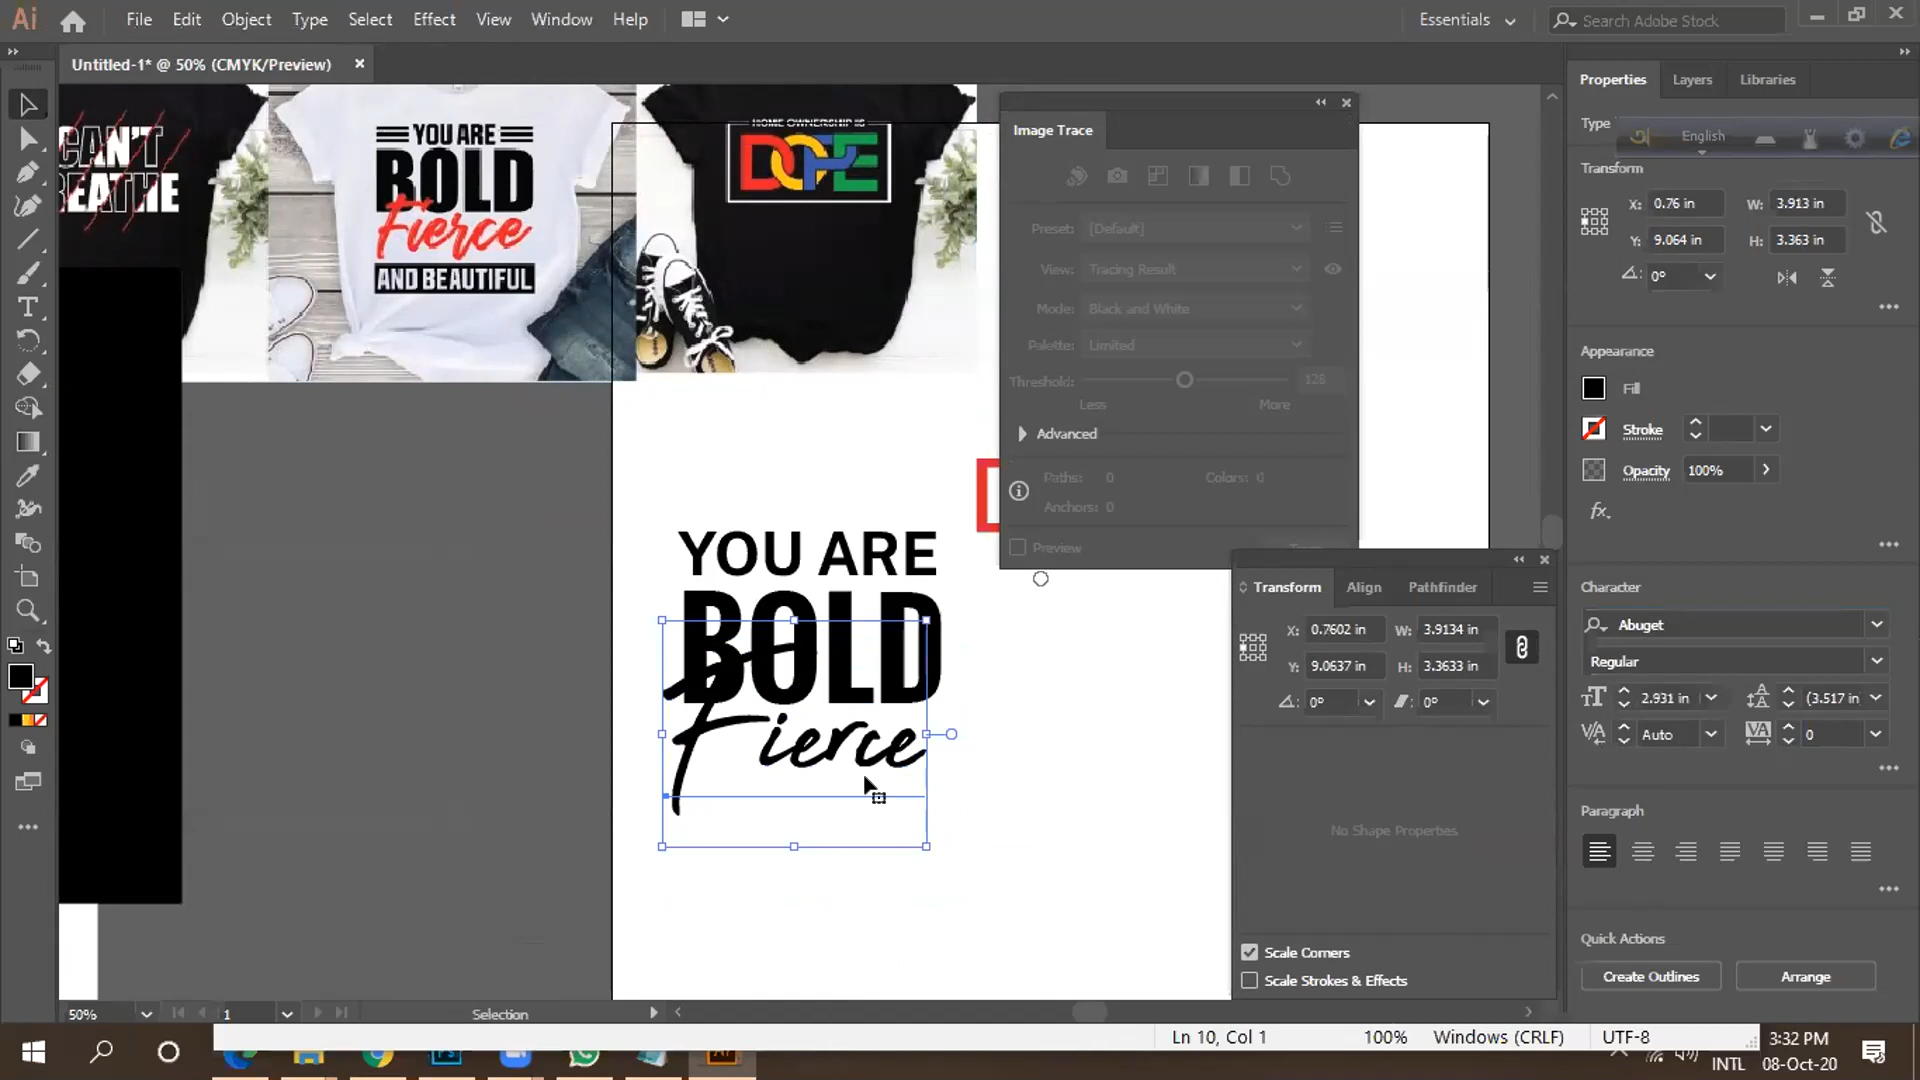 Ai File Edit Object Type Select Effect View Window Help Essentials Search Adobe Stock
Untitled-1* @ 50% (CMYK/Preview)
CAN'T
BREATHE
YOU ARE
BOLD
Fierce
AND BEAUTIFUL
HOME OWNERSHIP IS
DOPE
YOU ARE
BOLD
Fierce
Image Trace
Preset: [Default]
View: Tracing Result
Mode: Black and White
Palette: Limited
Threshold: 128
Less More
Advanced
Paths: 0 Colors: 0
Anchors: 0
Preview
Transform Align Pathfinder
X: 0.7602 in W: 3.9134 in
Y: 9.0637 in H: 3.3633 in
0° 0°
No Shape Properties
Scale Corners
Scale Strokes & Effects
Properties Layers Libraries
Type
English
Transform
X: 0.76 in W: 3.913 in
Y: 9.064 in H: 3.363 in
0°
Appearance
Fill
Stroke
Opacity 100%
fx
Character
Abuget
Regular
2.931 in (3.517 in
Auto 0
Paragraph
Quick Actions
Create Outlines Arrange
50% 1 Selection
Ln 10, Col 1 100% Windows (CRLF) UTF-8
3:32 PM
INTL 08-Oct-20